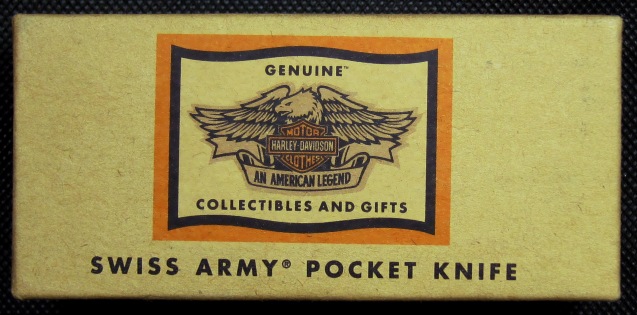 GENUINE™
MOTOR
HARLEY-DAVIDSON
CLOTHES
AN AMERICAN LEGEND
COLLECTIBLES AND GIFTS
SWISS ARMY® POCKET KNIFE